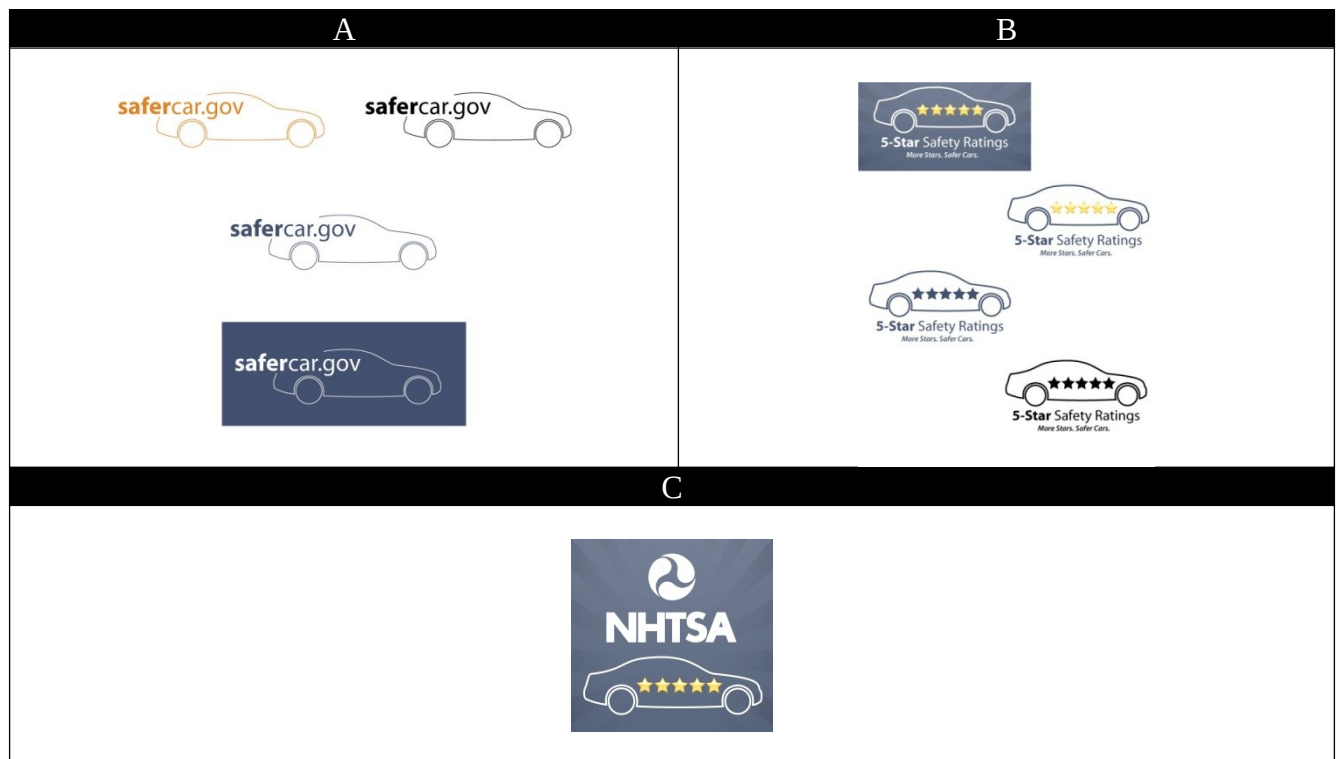 A
safercar.gov
safercar.gov
safercar.gov
safercar.gov
B
5-Star Safety Ratings
More Stars. Safer Cars.
5-Star Safety Ratings
More Stars. Safer Cars.
5-Star Safety Ratings
More Stars. Safer Cars.
5-Star Safety Ratings
More Stars. Safer Cars.
C
NHTSA